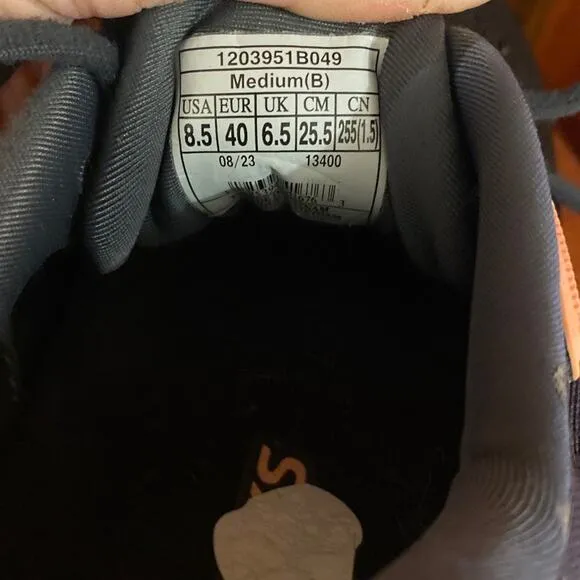 1203951B049
Medium(B)
USA EUR UK CM CN
8.5 40 6.5 25.5 255(1.5)
08/23 13400
3